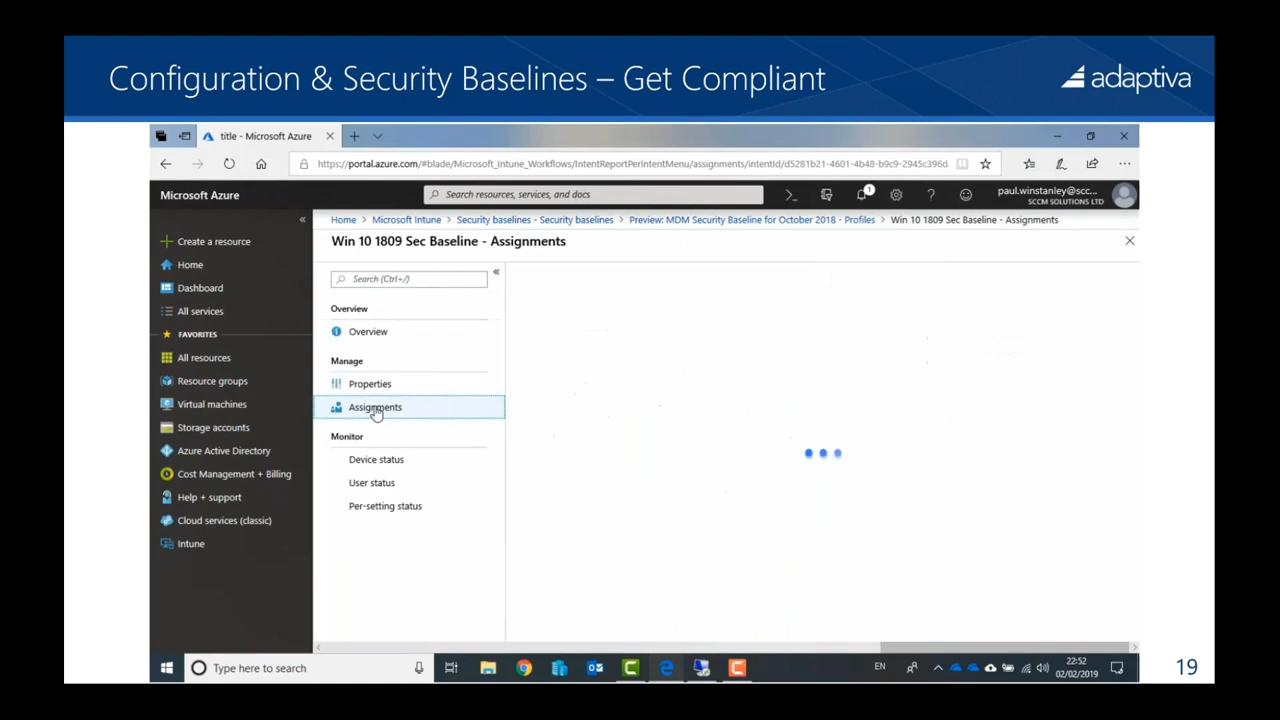 Configuration & Security Baselines – Get Compliant
adaptiva
title - Microsoft Azure
https://portal.azure.com/#blade/Microsoft_Intune_Workflows/IntentReportPerIntentMenu/assignments/intentId/d5281b21-4601-4b48-b9c9-2945c396d
Microsoft Azure
Search resources, services, and docs
1
paul.winstanley@scc...
SCCM SOLUTIONS LTD
Home > Microsoft Intune > Security baselines - Security baselines > Preview: MDM Security Baseline for October 2018 - Profiles > Win 10 1809 Sec Baseline - Assignments
Win 10 1809 Sec Baseline - Assignments
Create a resource
Home
Dashboard
All services
FAVORITES
All resources
Resource groups
Virtual machines
Storage accounts
Azure Active Directory
Cost Management + Billing
Help + support
Cloud services (classic)
Intune
Search (Ctrl+/)
Overview
Overview
Manage
Properties
Assignments
Monitor
Device status
User status
Per-setting status
Type here to search
EN
22:52
02/02/2019
19